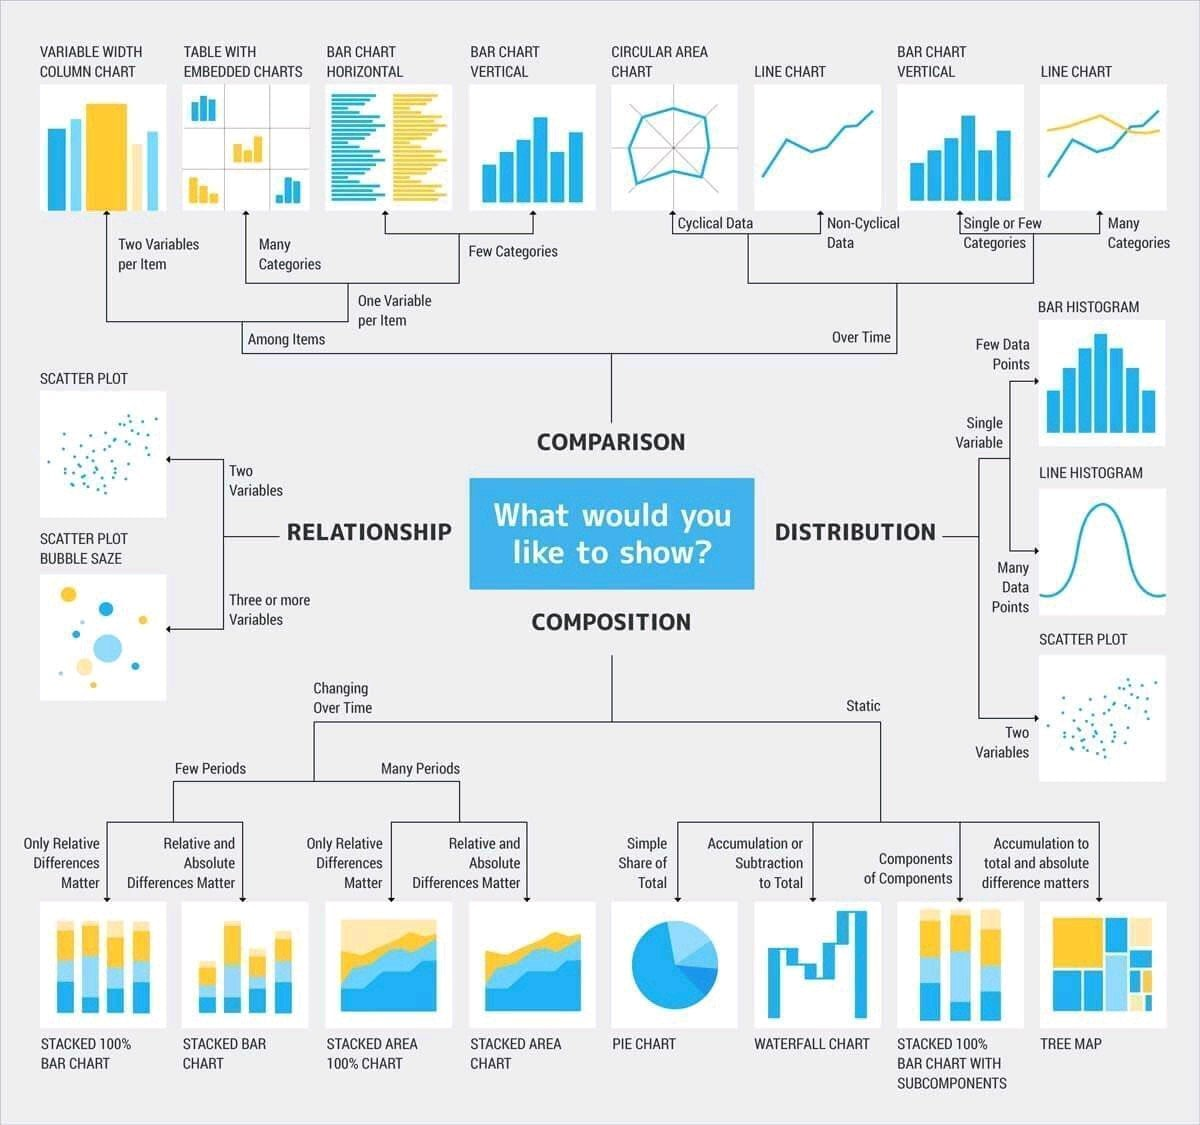 VARIABLE WIDTH
COLUMN CHART
TABLE WITH
EMBEDDED CHARTS
BAR CHART
HORIZONTAL
BAR CHART
VERTICAL
CIRCULAR AREA
CHART
LINE CHART
BAR CHART
VERTICAL
LINE CHART
Two Variables
per Item
Many
Categories
Few Categories
Cyclical Data
Non-Cyclical
Data
Single or Few
Categories
Many
Categories
One Variable
per Item
Among Items
Over Time
COMPARISON
What would you
like to show?
RELATIONSHIP
SCATTER PLOT
Two
Variables
SCATTER PLOT
BUBBLE SAZE
Three or more
Variables
DISTRIBUTION
BAR HISTOGRAM
Few Data
Points
Single
Variable
LINE HISTOGRAM
Many
Data
Points
SCATTER PLOT
Two
Variables
COMPOSITION
Changing
Over Time
Static
Few Periods
Many Periods
Only Relative
Differences
Matter
Relative and
Absolute
Differences Matter
Only Relative
Differences
Matter
Relative and
Absolute
Differences Matter
Simple
Share of
Total
Accumulation or
Subtraction
to Total
Components
of Components
Accumulation to
total and absolute
difference matters
STACKED 100%
BAR CHART
STACKED BAR
CHART
STACKED AREA
100% CHART
STACKED AREA
CHART
PIE CHART
WATERFALL CHART
STACKED 100%
BAR CHART WITH
SUBCOMPONENTS
TREE MAP